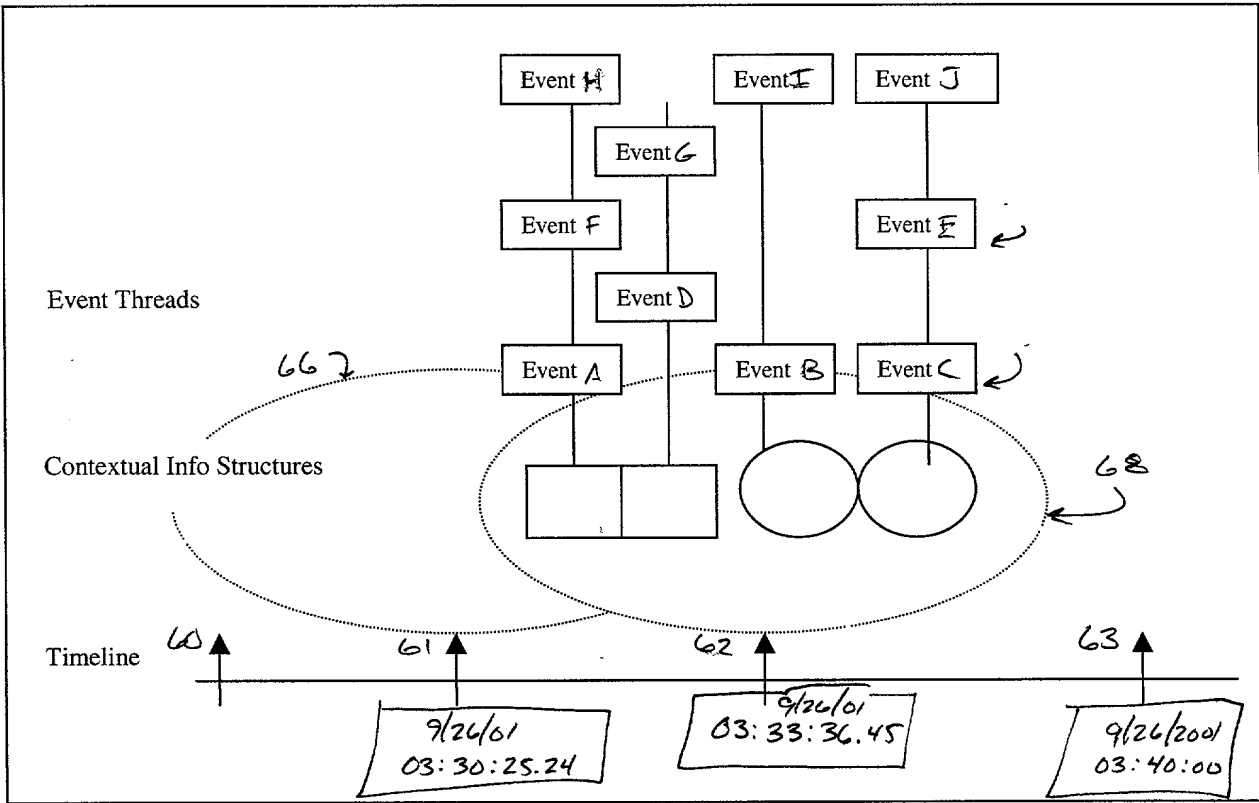 Event H
Event I
Event J
Event G
Event F
Event E
Event Threads
Event D
66
Event A
Event B
Event C
Contextual Info Structures
68
Timeline
60
61
62
63
9/26/01
03:30:25.24
9/26/01
03:33:36.45
9/26/2001
03:40:00